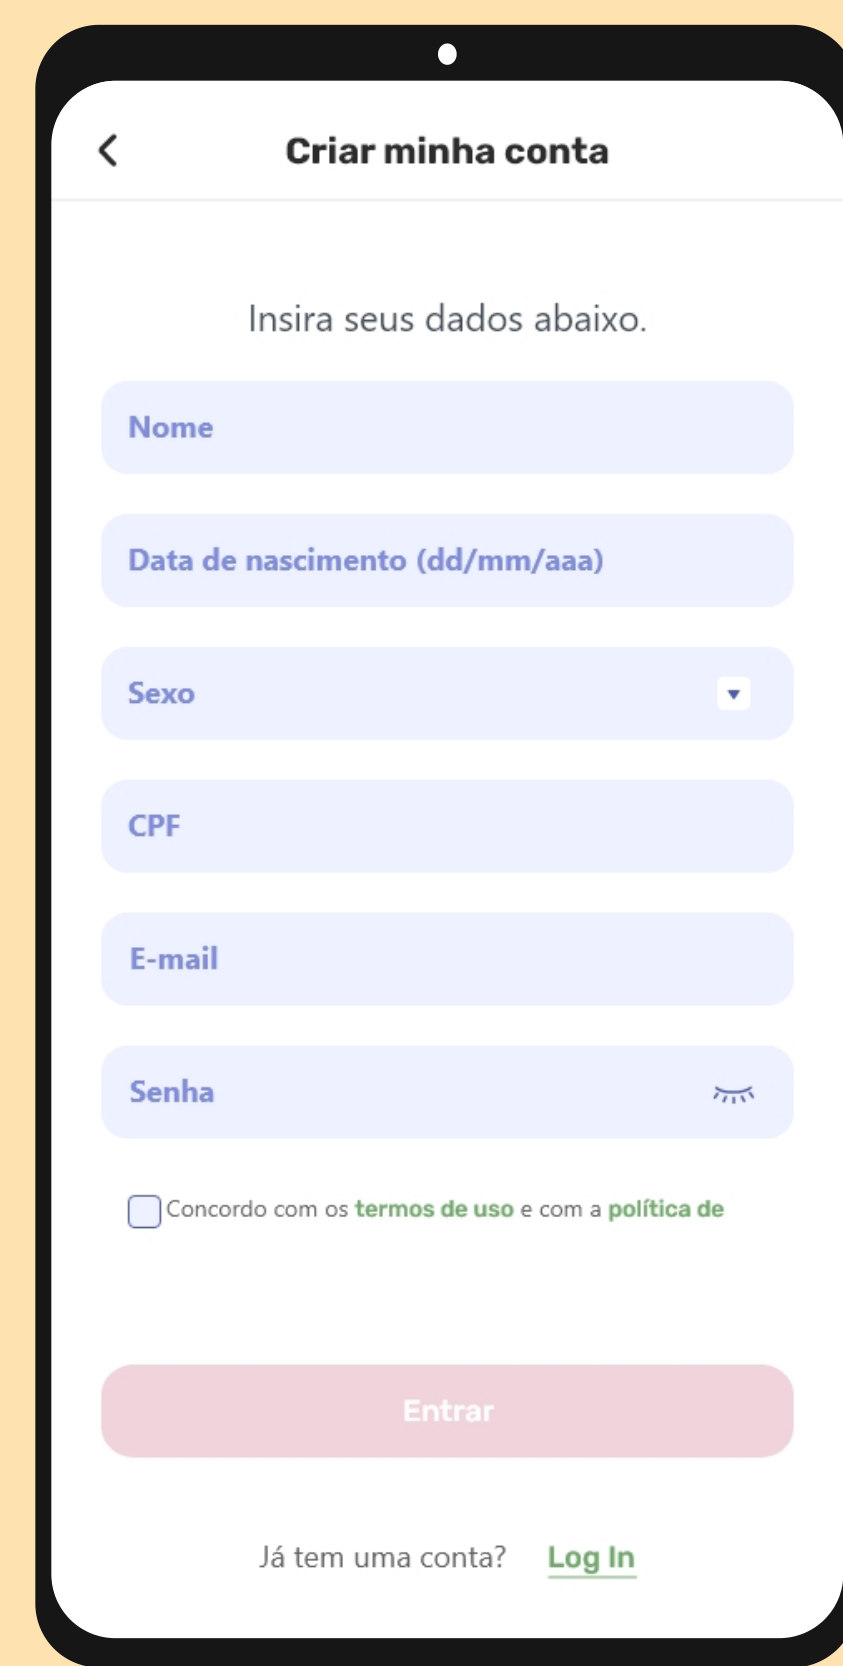 Criar minha conta
Insira seus dados abaixo.
Nome
Data de nascimento (dd/mm/aaa)
Sexo
CPF
E-mail
Senha
Concordo com os termos de uso e com a política de
Entrar
Já tem uma conta? Log In